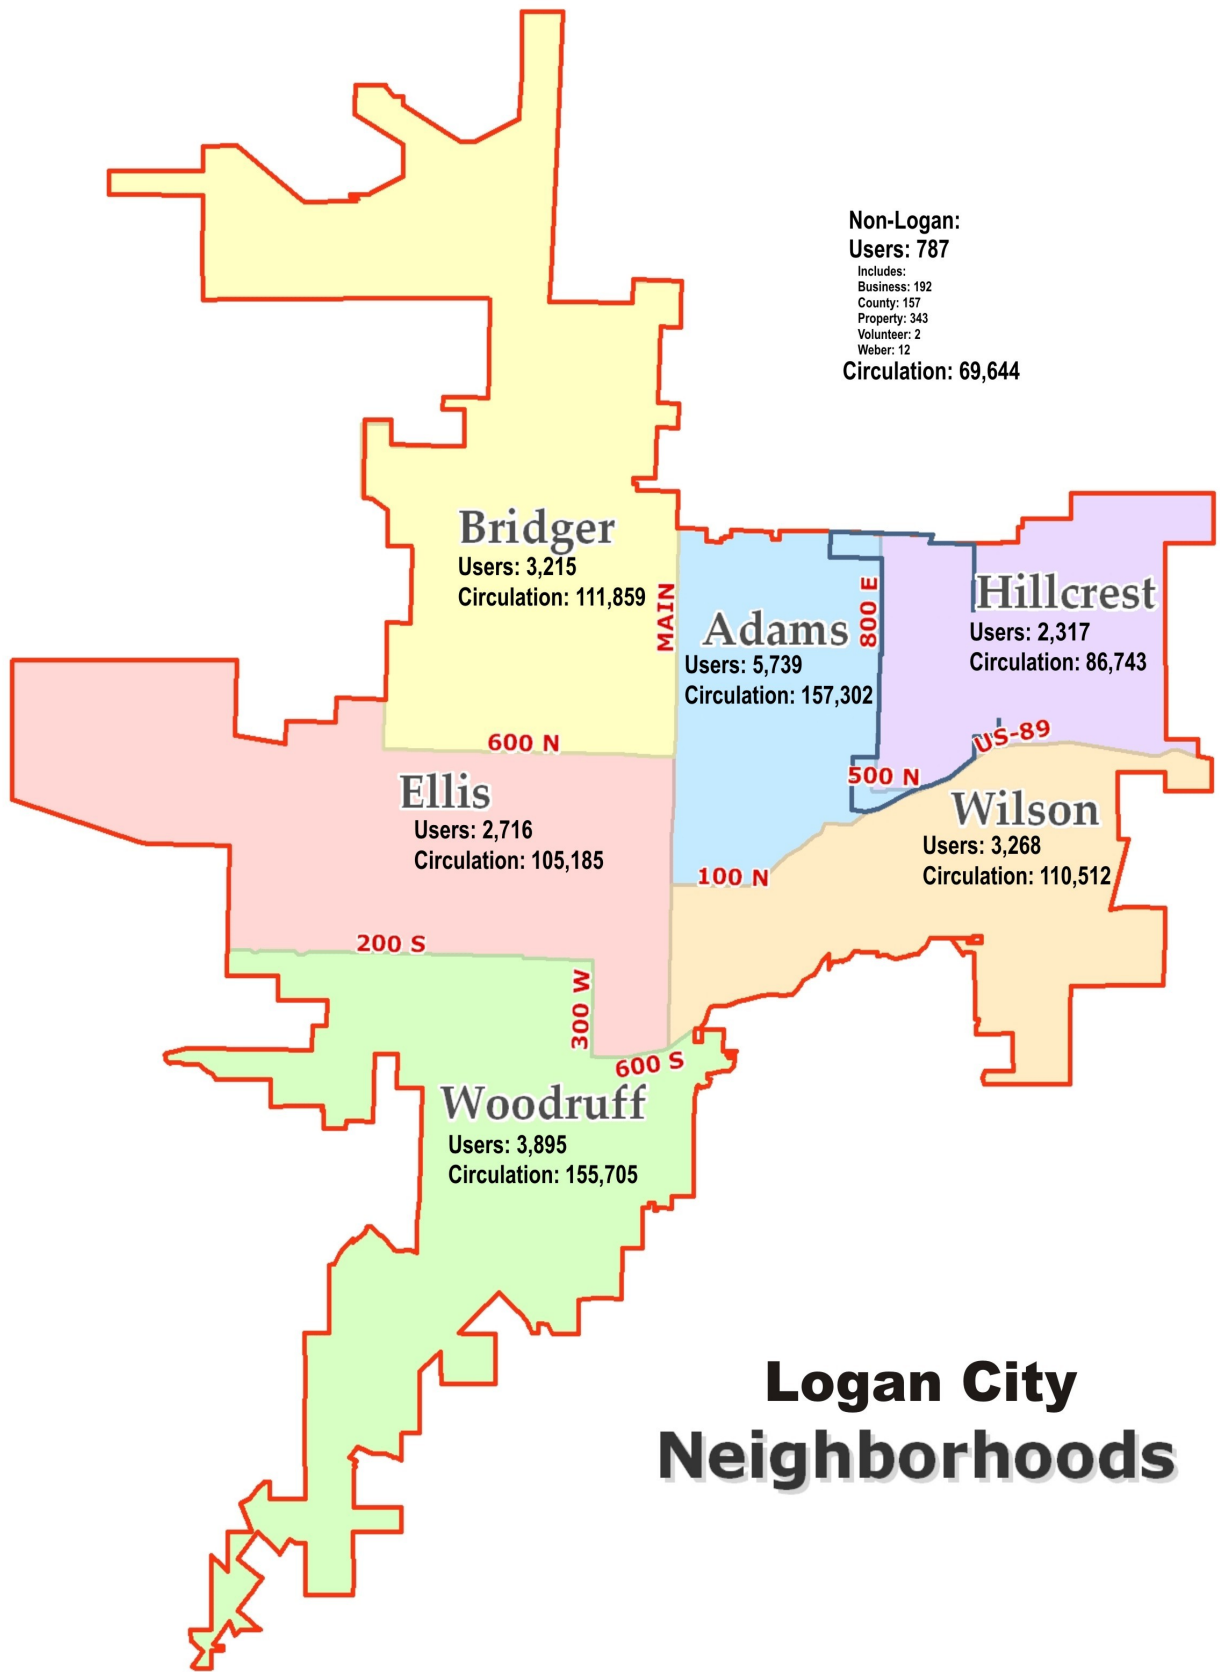 Non-Logan:
Users: 787
Includes:
Business: 192
County: 157
Property: 343
Volunteer: 2
Weber: 12
Circulation: 69,644
Bridger
Users: 3,215
Circulation: 111,859
MAIN
Adams
Users: 5,739
Circulation: 157,302
800 E
Hillcrest
Users: 2,317
Circulation: 86,743
600 N
US-89
500 N
Ellis
Users: 2,716
Circulation: 105,185
Wilson
Users: 3,268
Circulation: 110,512
100 N
200 S
300 W
600 S
Woodruff
Users: 3,895
Circulation: 155,705
Logan City
Neighborhoods